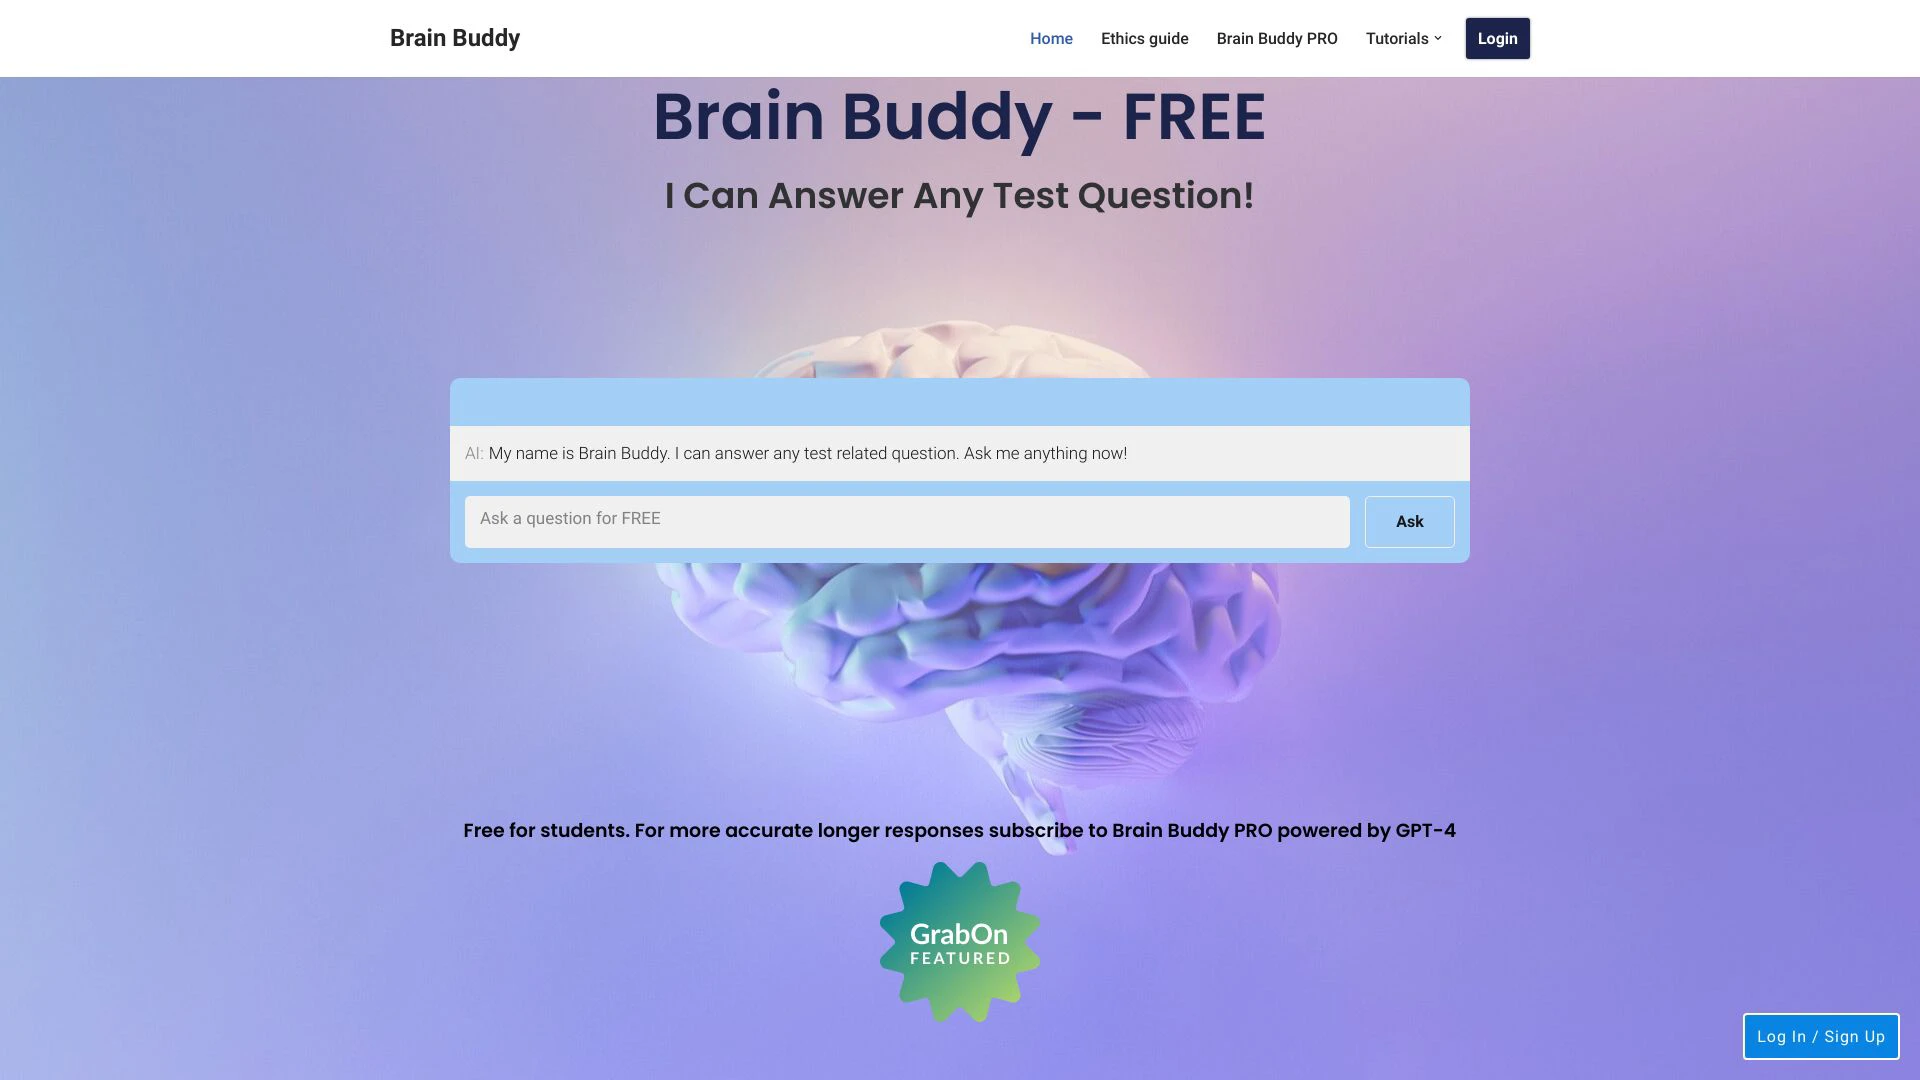 Brain Buddy
Home
Ethics guide
Brain Buddy PRO
Tutorials
Login
Brain Buddy - FREE
I Can Answer Any Test Question!
AI: My name is Brain Buddy. I can answer any test related question. Ask me anything now!
Ask a question for FREE
Ask
Free for students. For more accurate longer responses subscribe to Brain Buddy PRO powered by GPT-4
GrabOn
FEATURED
Log In / Sign Up